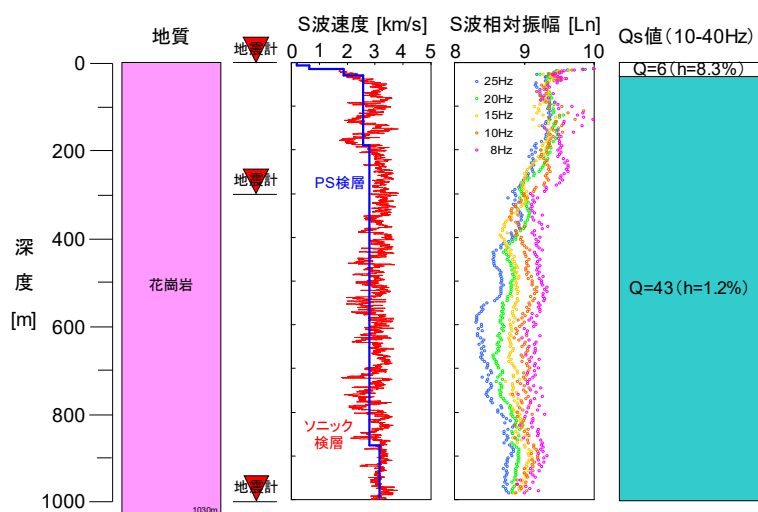 地質
地震計
S波速度 [km/s]
0 1 2 3 4 5
S波相対振幅 [Ln]
8 9 10
Qs値(10-40Hz)
0
200
400
600
800
1000
深
度
[m]
花崗岩
1030m
地震計
地震計
PS検層
ソニック
検層
25Hz
20Hz
15Hz
10Hz
8Hz
Q=6(h=8.3%)
Q=43(h=1.2%)